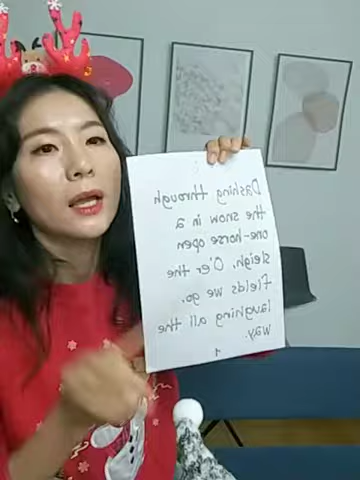 Dashing through
the snow in a
one-horse open
sleigh, O'er the
fields we go,
laughing all the
way.
1